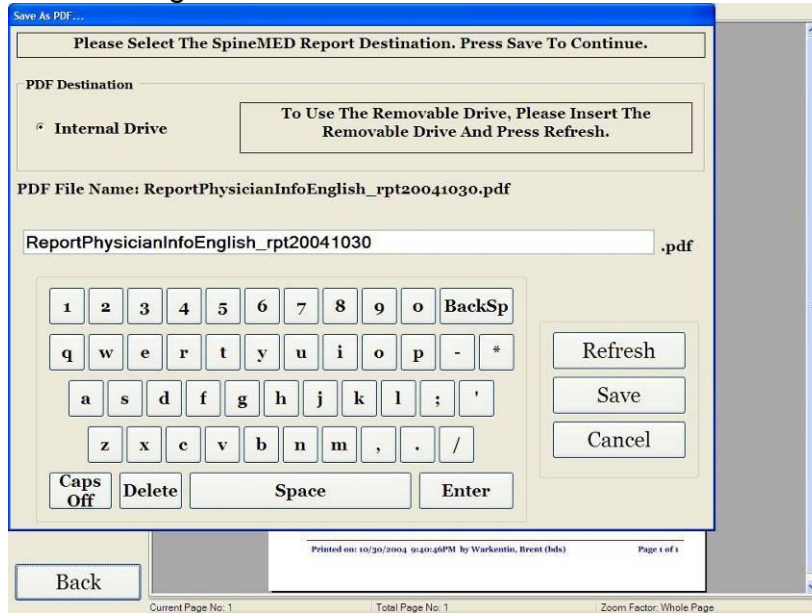 Save As PDF...
Please Select The SpineMED Report Destination. Press Save To Continue.
PDF Destination
Internal Drive
To Use The Removable Drive, Please Insert The
Removable Drive And Press Refresh.
PDF File Name: ReportPhysicianInfoEnglish_rpt20041030.pdf
ReportPhysicianInfoEnglish_rpt20041030 .pdf
1 2 3 4 5 6 7 8 9 0 BackSp
q w e r t y u i o p - *
a s d f g h j k l ; '
z x c v b n m , . /
Caps Off Delete Space Enter
Refresh
Save
Cancel
Printed on: 10/30/2004 9:40:46PM by Warkentin, Brent (bds) Page 1 of 1
Back
Current Page No: 1 Total Page No: 1 Zoom Factor: Whole Page